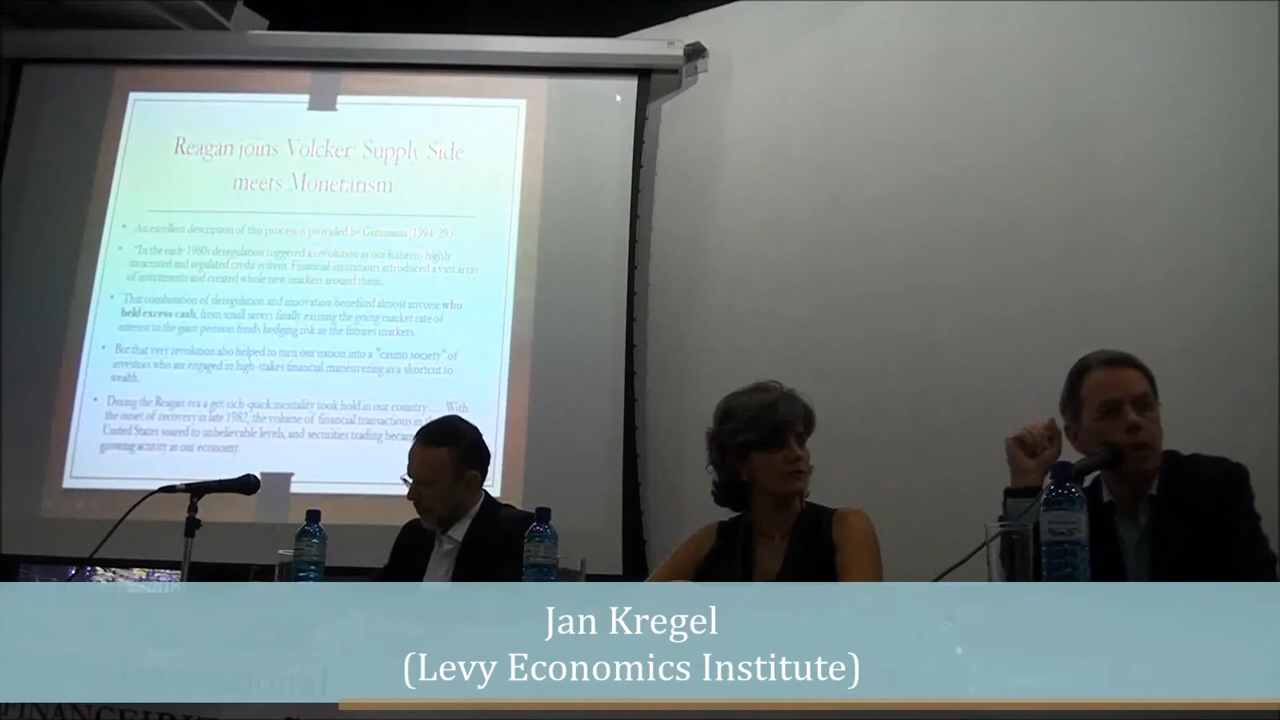 Reagan joins Volcker: Supply Side
meets Monetarism
• An excellent description of this process is provided by Guttmann (1994, 293)
• "In the early 1980s deregulation triggered a revolution in our hitherto highly
structured and regulated credit system. Financial institutions introduced a vast array
of instruments and created whole new markets around them.
• That combination of deregulation and innovation benefited almost anyone who
held excess cash, from small savers finally earning the going market rate of
interest to the giant pension funds hedging risk in the futures markets.
• But that very revolution also helped to turn our nation into a "casino society" of
investors who are engaged in high-stakes financial maneuvering as a shortcut to
wealth.
• During the Reagan era a get-rich-quick mentality took hold in our country .... With
the onset of recovery in late 1982, the volume of financial transactions in
United States soared to unbelievable levels, and securities trading
growing activity in our economy.
Jan Kregel
(Levy Economics Institute)